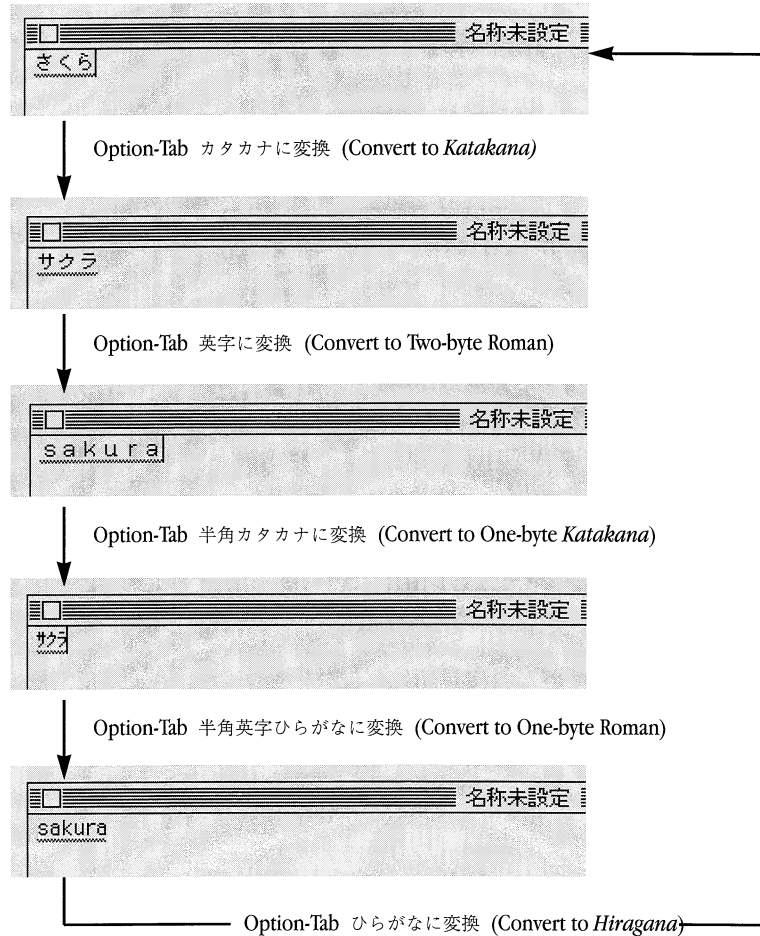 名称未設定
さくら
Option-Tab カタカナに変換 (Convert to Katakana)
名称未設定
サクラ
Option-Tab 英字に変換 (Convert to Two-byte Roman)
名称未設定
ｓａｋｕｒａ
Option-Tab 半角カタカナに変換 (Convert to One-byte Katakana)
名称未設定
ｻｸﾗ
Option-Tab 半角英字ひらがなに変換 (Convert to One-byte Roman)
名称未設定
sakura
Option-Tab ひらがなに変換 (Convert to Hiragana)